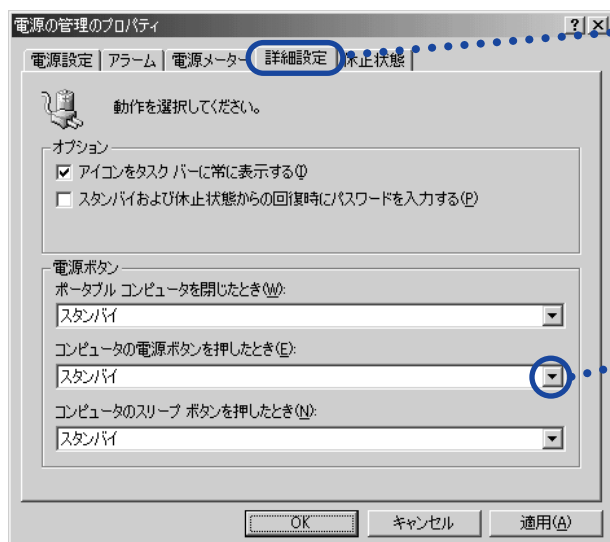 電源の管理のプロパティ
電源設定 アラーム 電源メーター 詳細設定 休止状態
動作を選択してください。
オプション
アイコンをタスク バーに常に表示する(I)
スタンバイおよび休止状態からの回復時にパスワードを入力する(P)
電源ボタン
ポータブル コンピュータを閉じたとき(W):
スタンバイ
コンピュータの電源ボタンを押したとき(E):
スタンバイ
コンピュータのスリープ ボタンを押したとき(N):
スタンバイ
OK キャンセル 適用(A)